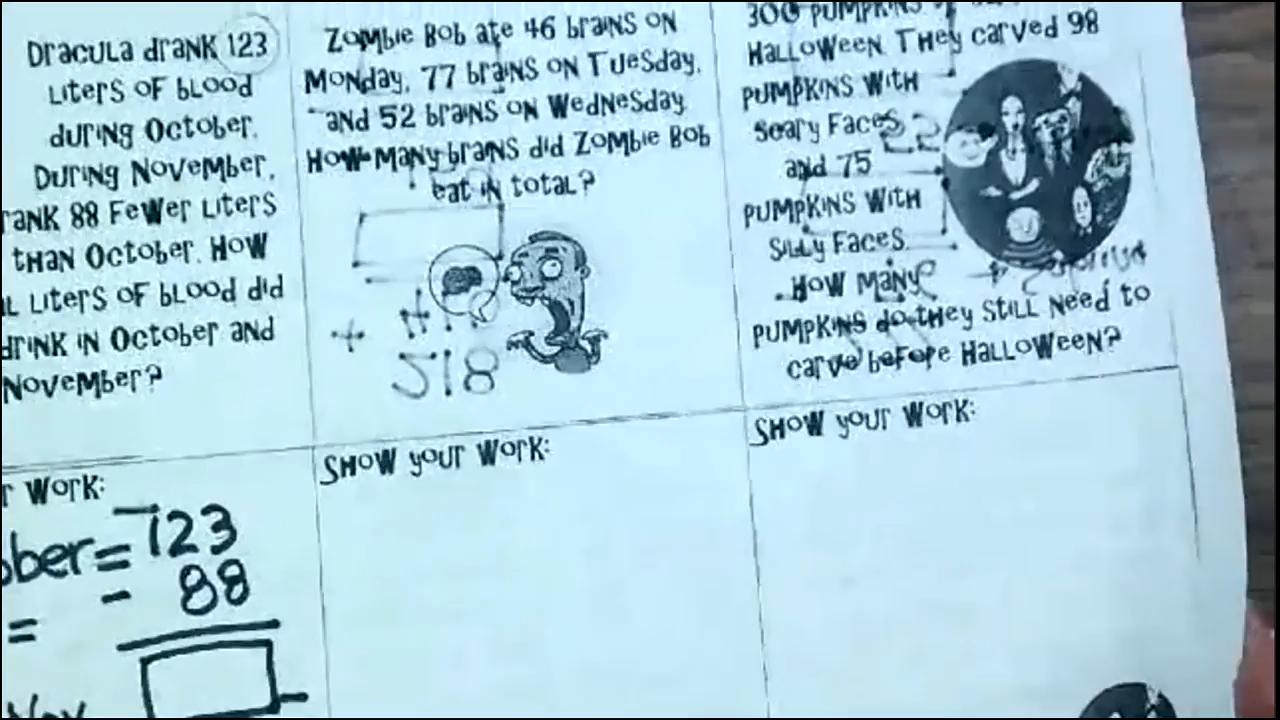 Dracula drank 123
liters of blood
during October.
During November,
rank 88 fewer liters
than October. How
liters of blood did
drink in October and
November?
Zombie Bob ate 46 brains on
Monday, 77 brains on Tuesday,
and 52 brains on Wednesday.
How many brains did Zombie Bob
eat in total?
+
518
300 pumpkins
Halloween. They carved 98
pumpkins with
scary faces
and 75
pumpkins with
silly faces.
How many
pumpkins do they still need to
carve before Halloween?
work:
ober = 123
- 88
=
Nov
Show your work:
Show your work: